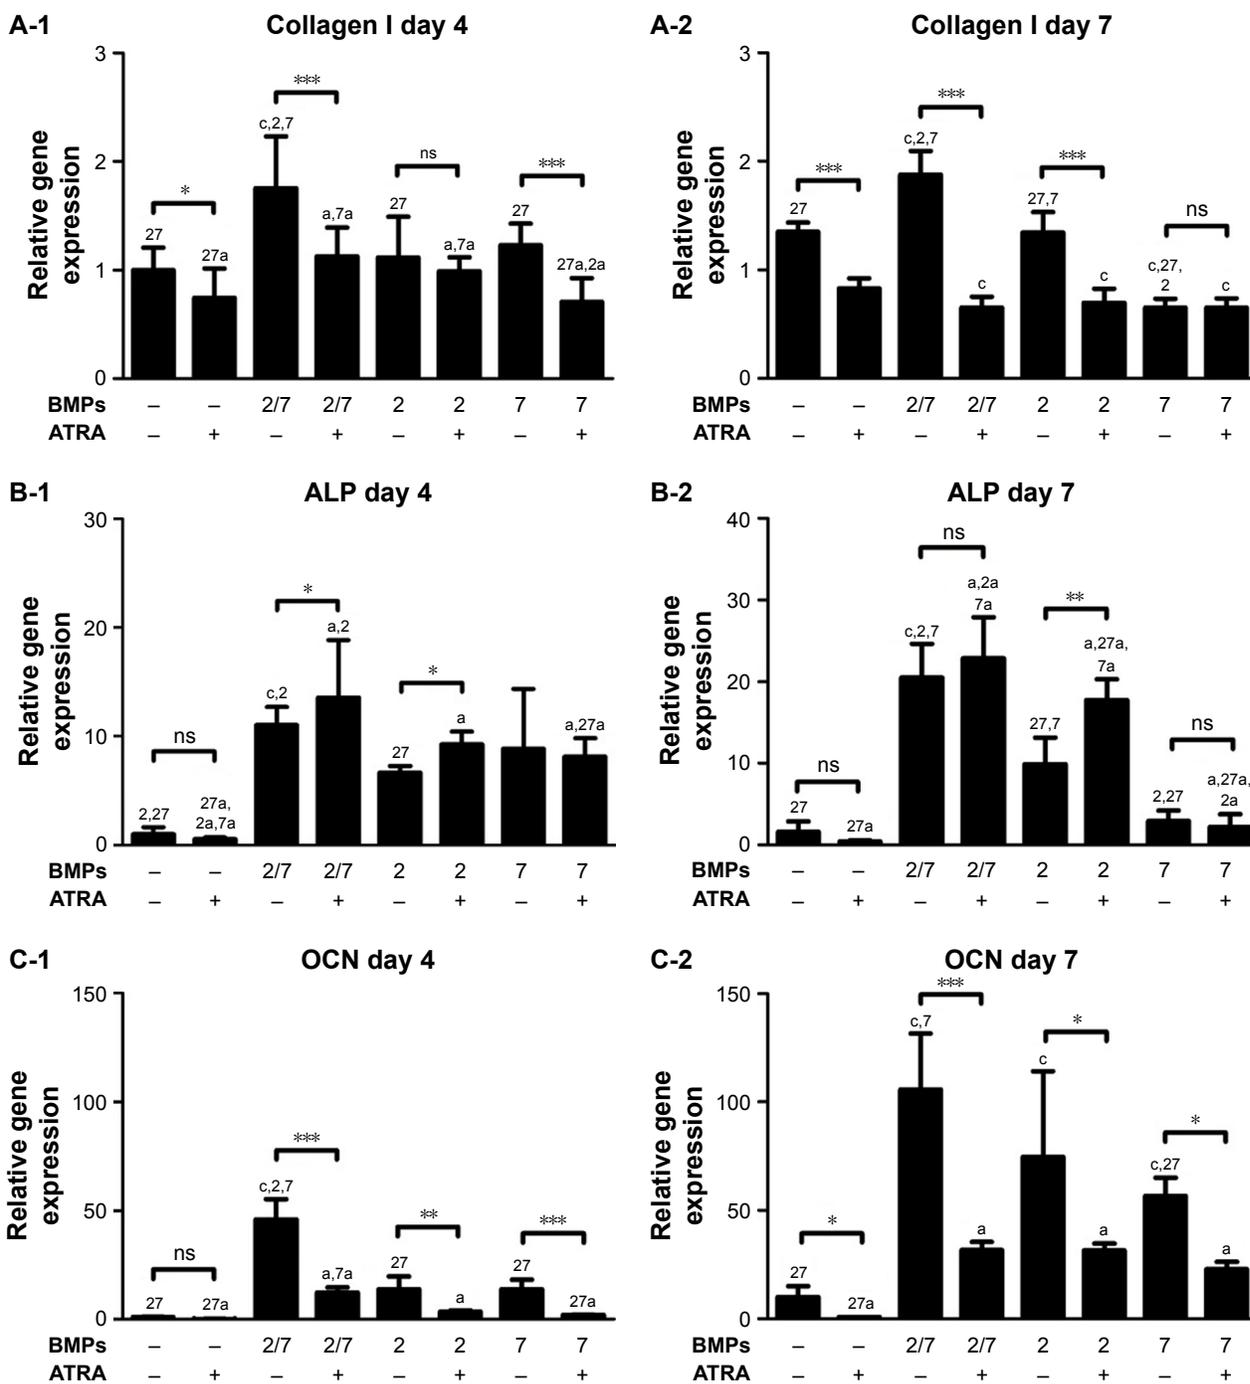 A-1
Collagen I day 4
Relative gene
expression
3
2
1
0
27
*
27a
c,2,7
***
a,7a
27
ns
a,7a
27
***
27a,2a
BMPs – – 2/7 2/7 2 2 7 7
ATRA – + – + – + – +
A-2
Collagen I day 7
Relative gene
expression
3
2
1
0
27
***
c,2,7
***
c
27,7
***
c
c,27,
2
ns
c
BMPs – – 2/7 2/7 2 2 7 7
ATRA – + – + – + – +
B-1
ALP day 4
Relative gene
expression
30
20
10
0
ns
2,27
27a,
2a,7a
*
c,2
a,2
*
27
a
a,27a
BMPs – – 2/7 2/7 2 2 7 7
ATRA – + – + – + – +
B-2
ALP day 7
Relative gene
expression
40
30
20
10
0
ns
27
27a
ns
c,2,7
a,2a
7a
**
27,7
a,27a,
7a
ns
2,27
a,27a,
2a
BMPs – – 2/7 2/7 2 2 7 7
ATRA – + – + – + – +
C-1
OCN day 4
Relative gene
expression
150
100
50
0
ns
27
27a
***
c,2,7
a,7a
**
27
a
***
27
27a
BMPs – – 2/7 2/7 2 2 7 7
ATRA – + – + – + – +
C-2
OCN day 7
Relative gene
expression
150
100
50
0
*
27
27a
***
c,7
a
*
c
a
*
c,27
a
BMPs – – 2/7 2/7 2 2 7 7
ATRA – + – + – + – +